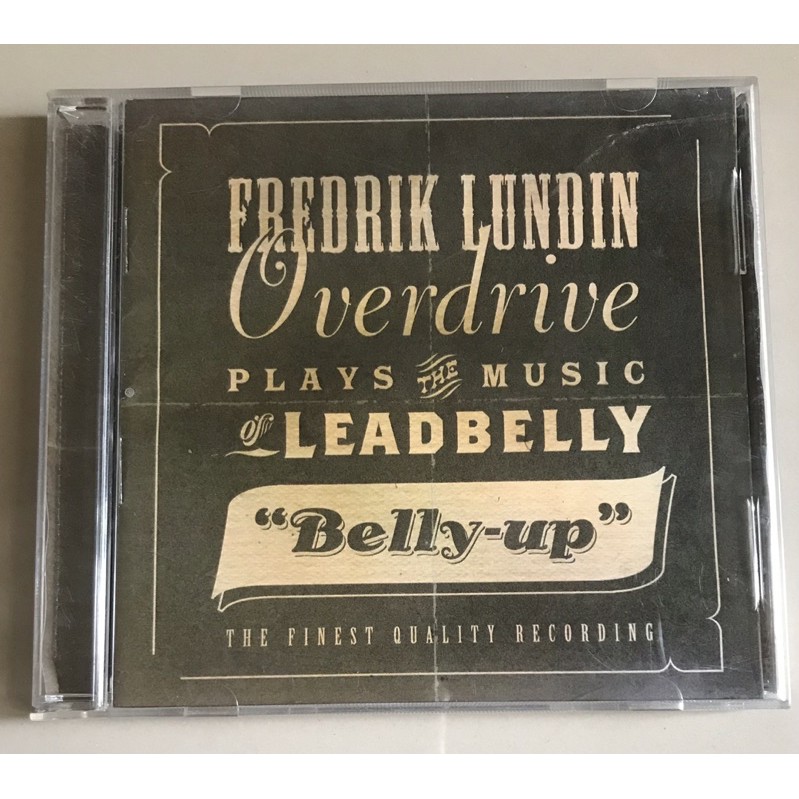 FREDRIK LUNDIN
Overdrive
PLAYS THE MUSIC
of LEADBELLY
"Belly-up"
THE FINEST QUALITY RECORDING